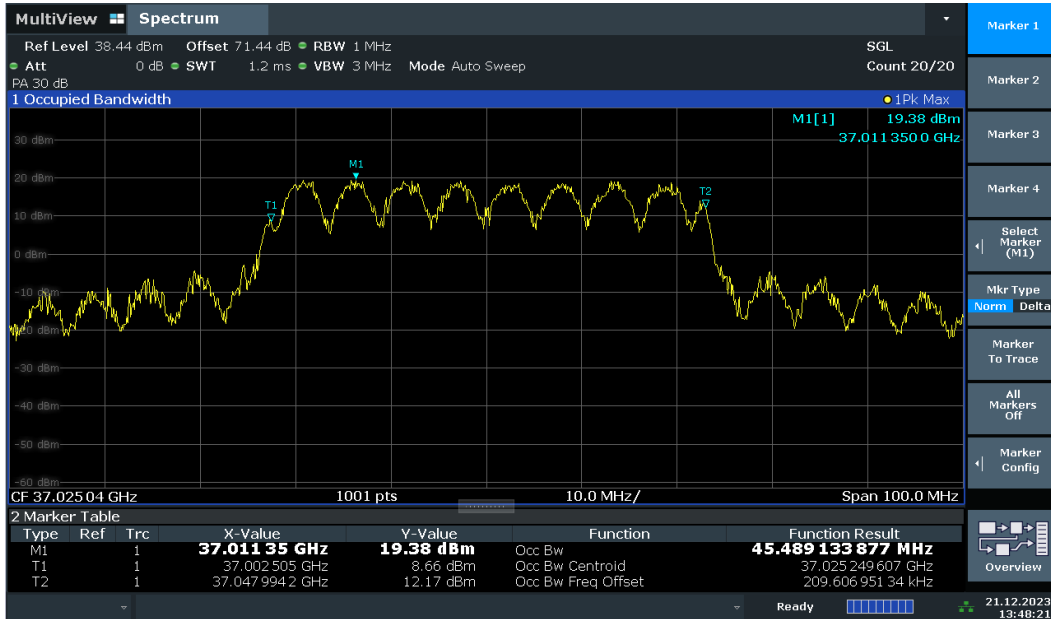 MultiView Spectrum
Ref Level 38.44 dBm Offset 71.44 dB RBW 1 MHz SGL
Att 0 dB SWT 1.2 ms VBW 3 MHz Mode Auto Sweep Count 20/20
PA 30 dB
1 Occupied Bandwidth 1Pk Max
M1[1] 19.38 dBm
37.011 350 0 GHz
30 dBm
M1
20 dBm
T1
T2
10 dBm
0 dBm
-10 dBm
-20 dBm
-30 dBm
-40 dBm
-50 dBm
-60 dBm
CF 37.025 04 GHz 1001 pts 10.0 MHz/ Span 100.0 MHz
2 Marker Table
Type Ref Trc X-Value Y-Value Function Function Result
M1 1 37.011 35 GHz 19.38 dBm Occ Bw 45.489 133 877 MHz
T1 1 37.002 505 GHz 8.66 dBm Occ Bw Centroid 37.025 249 607 GHz
T2 1 37.047 994 2 GHz 12.17 dBm Occ Bw Freq Offset 209.606 951 34 kHz
Ready
21.12.2023
13:48:21
Marker 1
Marker 2
Marker 3
Marker 4
Select
Marker
(M1)
Mkr Type
Norm Delta
Marker
To Trace
All
Markers
Off
Marker
Config
Overview